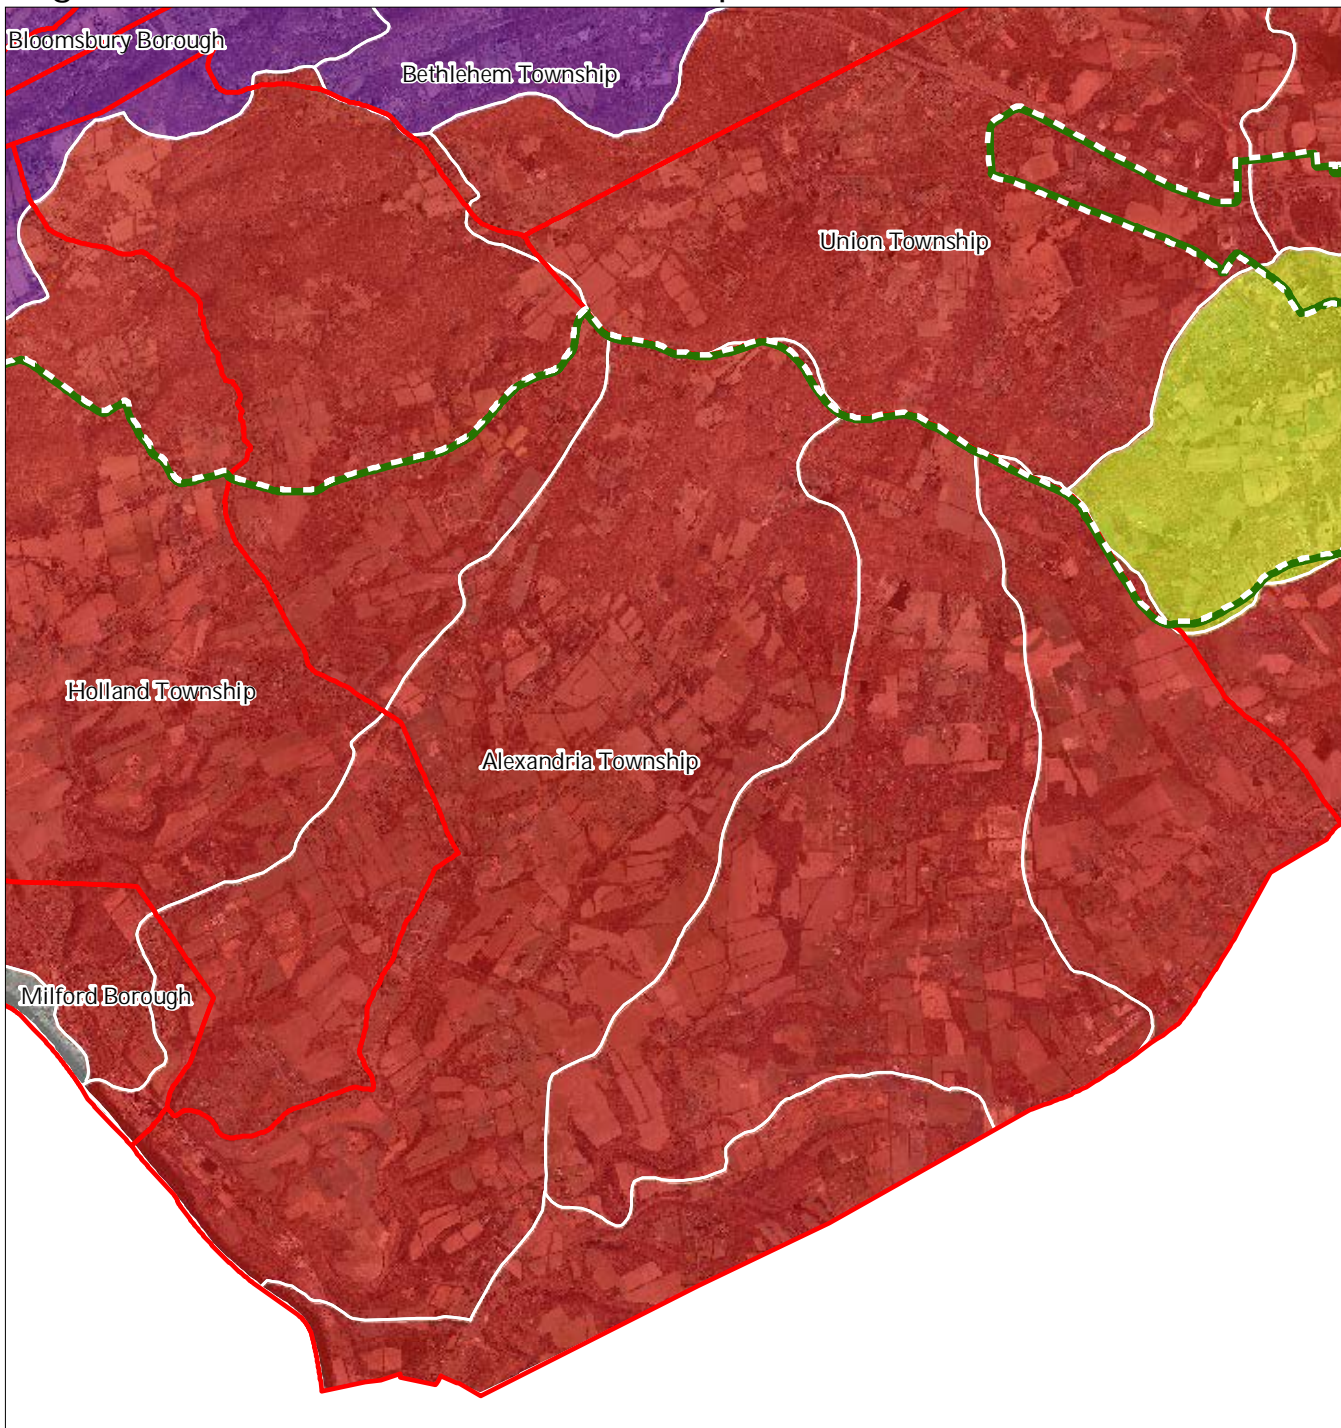 Bloomsbury Borough
Bethlehem Township
Union Township
Holland Township
Alexandria Township
Milford Borough